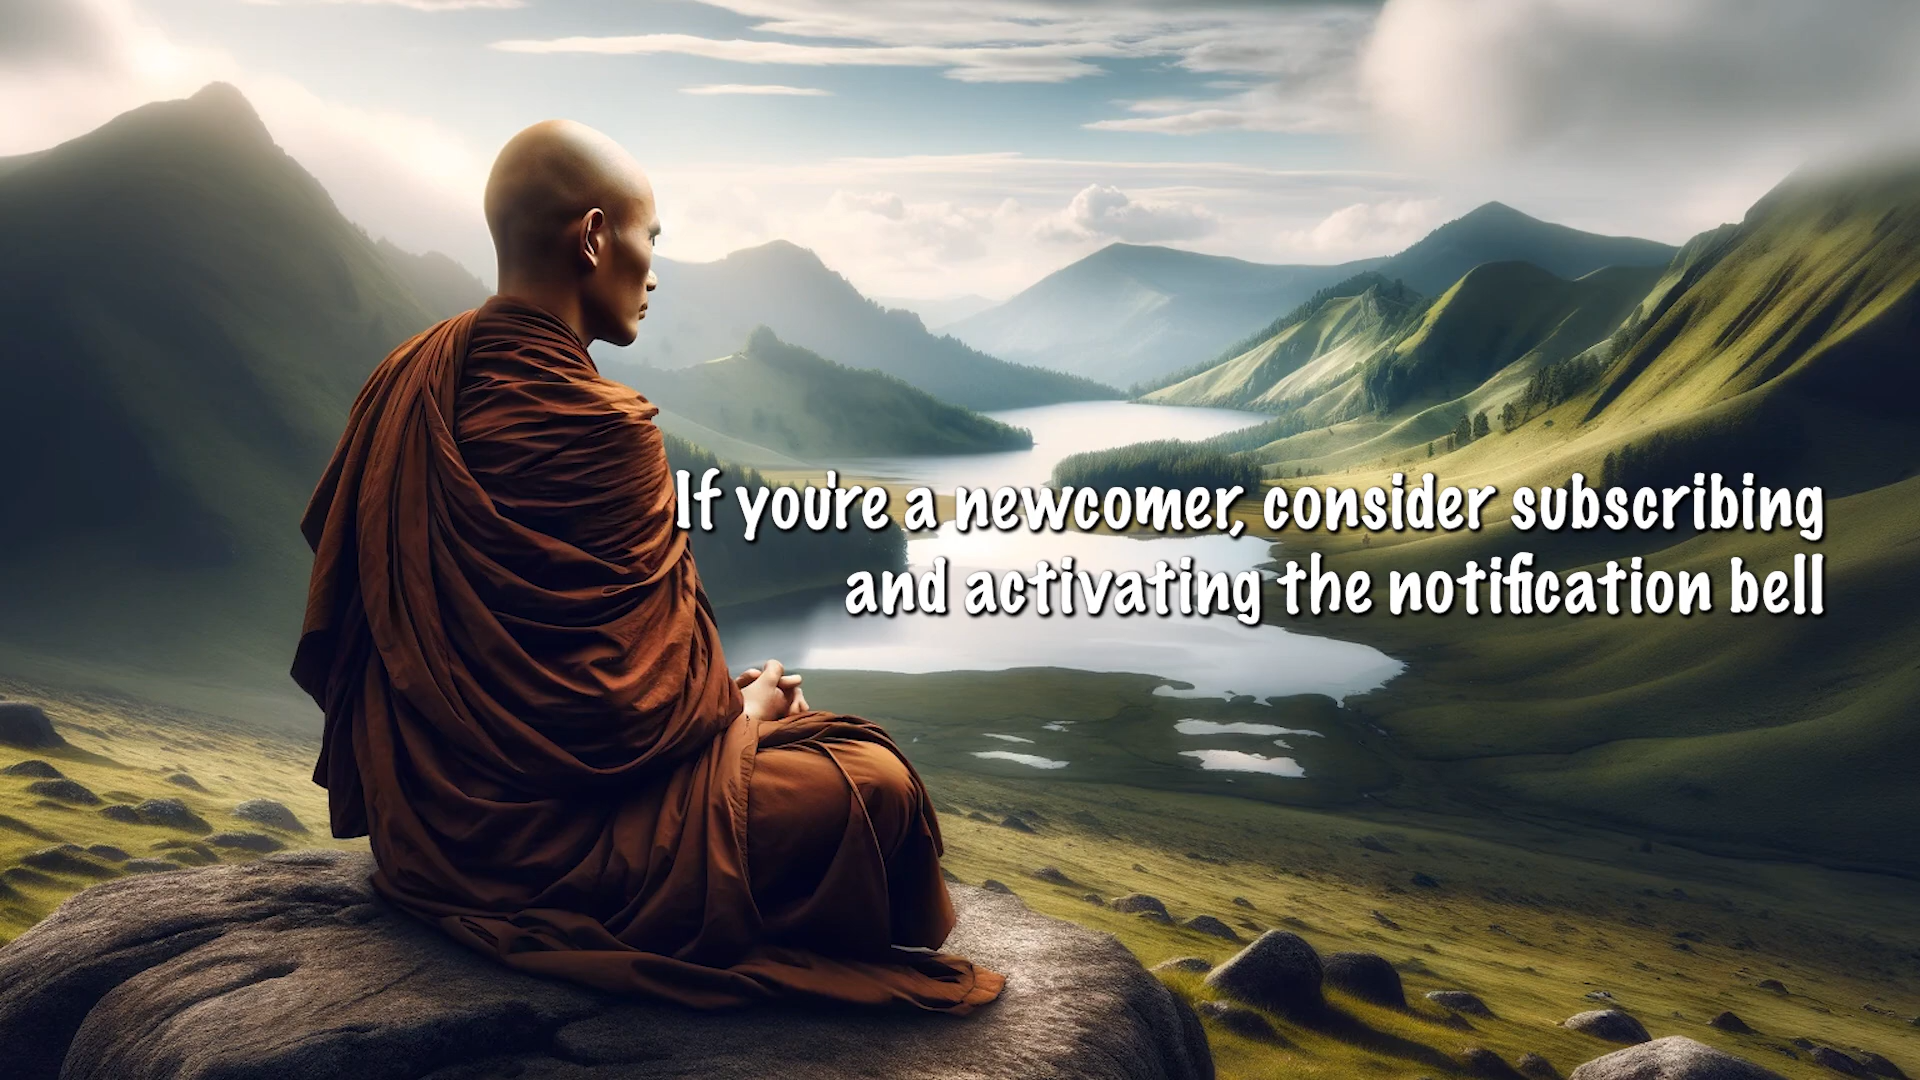 If you're a newcomer, consider subscribing
and activating the notification bell